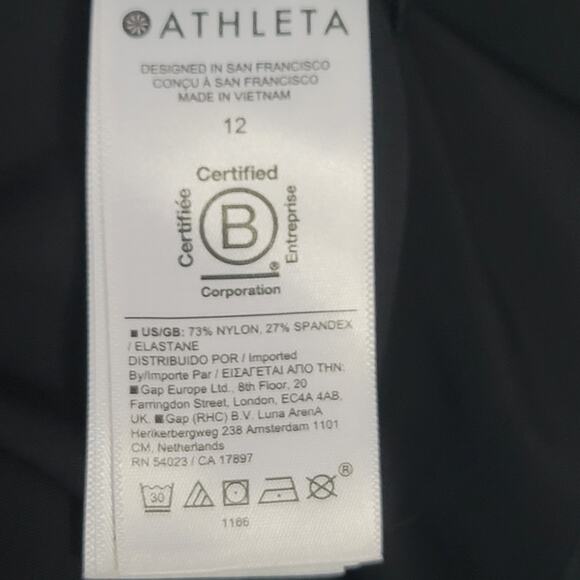 ATHLETA
DESIGNED IN SAN FRANCISCO
CONÇU À SAN FRANCISCO
MADE IN VIETNAM
12
Certified
Certifiée
B
Entreprise
®
Corporation
US/GB: 73% NYLON, 27% SPANDEX
/ ELASTANE
DISTRIBUIDO POR / Imported
By/Importe Par / ΕΙΣΑΓΕΤΑΙ ΑΠΟ ΤΗΝ:
Gap Europe Ltd., 8th Floor, 20
Farringdon Street, London, EC4A 4AB,
UK. Gap (RHC) B.V. Luna ArenA
Herikerbergweg 238 Amsterdam 1101
CM, Netherlands
RN 54023 / CA 17897
30
®
1166